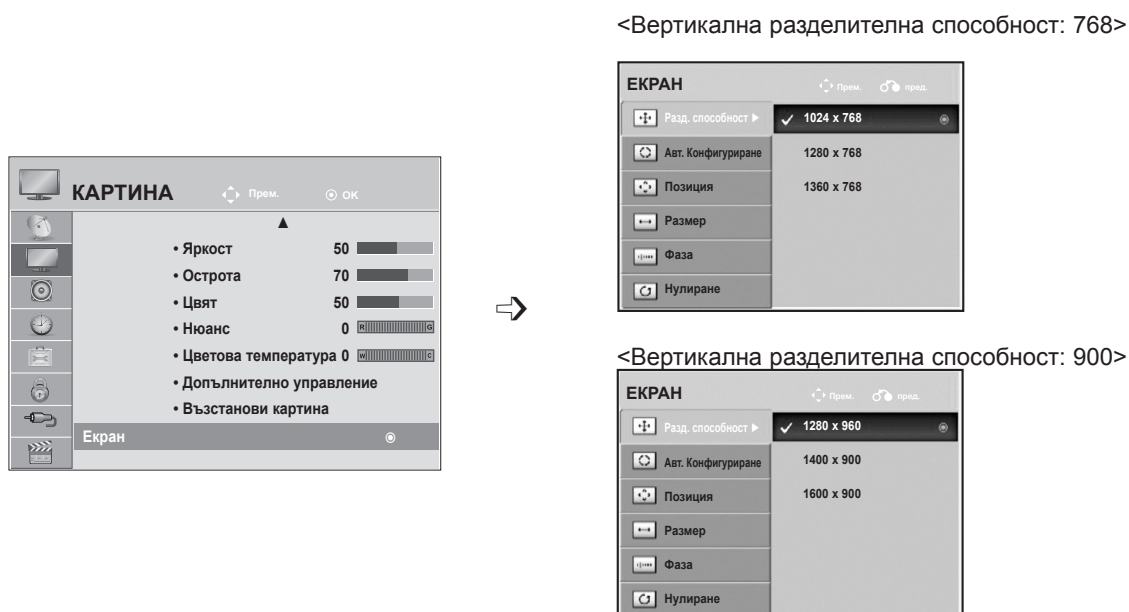 КАРТИНА Прем. OK
• Яркост 50
• Острота 70
• Цвят 50
• Нюанс 0 R G
• Цветова температура 0 W C
• Допълнително управление
• Възстанови картина
Екран
<Вертикална разделителна способност: 768>
ЕКРАН Прем. пред.
Разд. способност ✓ 1024 x 768
Авт. Конфигуриране 1280 x 768
Позиция 1360 x 768
Размер
Фаза
Нулиране
<Вертикална разделителна способност: 900>
ЕКРАН Прем. пред.
Разд. способност ✓ 1280 x 960
Авт. Конфигуриране 1400 x 900
Позиция 1600 x 900
Размер
Фаза
Нулиране